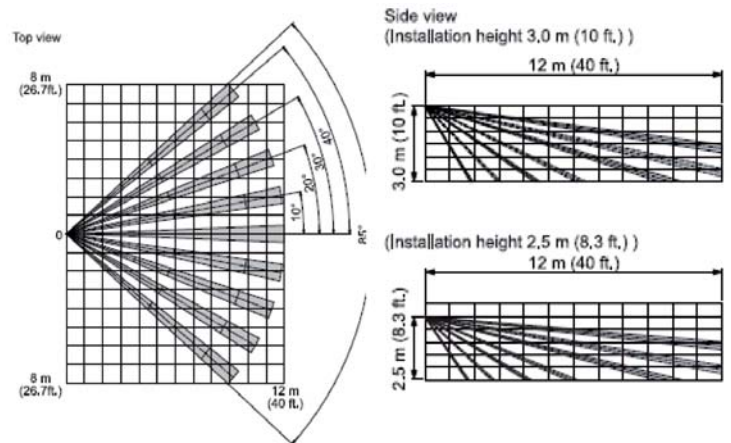 Top view
8 m
(26.7ft.)
0
8 m
(26.7ft.)
12 m
(40 ft.)
10°
20°
30°
40°
85°
Side view
(Installation height 3.0 m (10 ft.) )
12 m (40 ft.)
3.0 m (10 ft.)
(Installation height 2.5 m (8.3 ft.) )
12 m (40 ft.)
2.5 m (8.3 ft.)